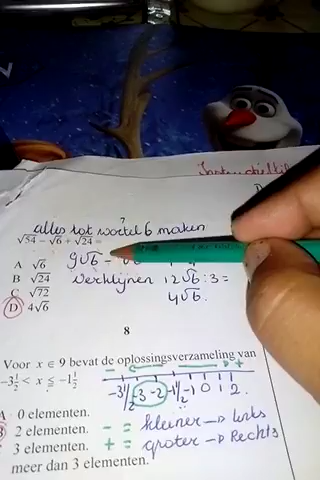 7
alles tot wortel 6 maken
√54 − √6 + √24 =
9√6 −
A √6
B √24
C √72
D 4√6
Verklijnen 12√6 : 3 =
4√6.
8
Voor x ∈ 9 bevat de oplossingsverzameling van
−3½ < x ≤ −1½
− +
−3½ −3 −2 −1½ −1 0 1 2
A 0 elementen.
2 elementen.
3 elementen.
meer dan 3 elementen.
− = kleiner → links
+ = groter → Rechts